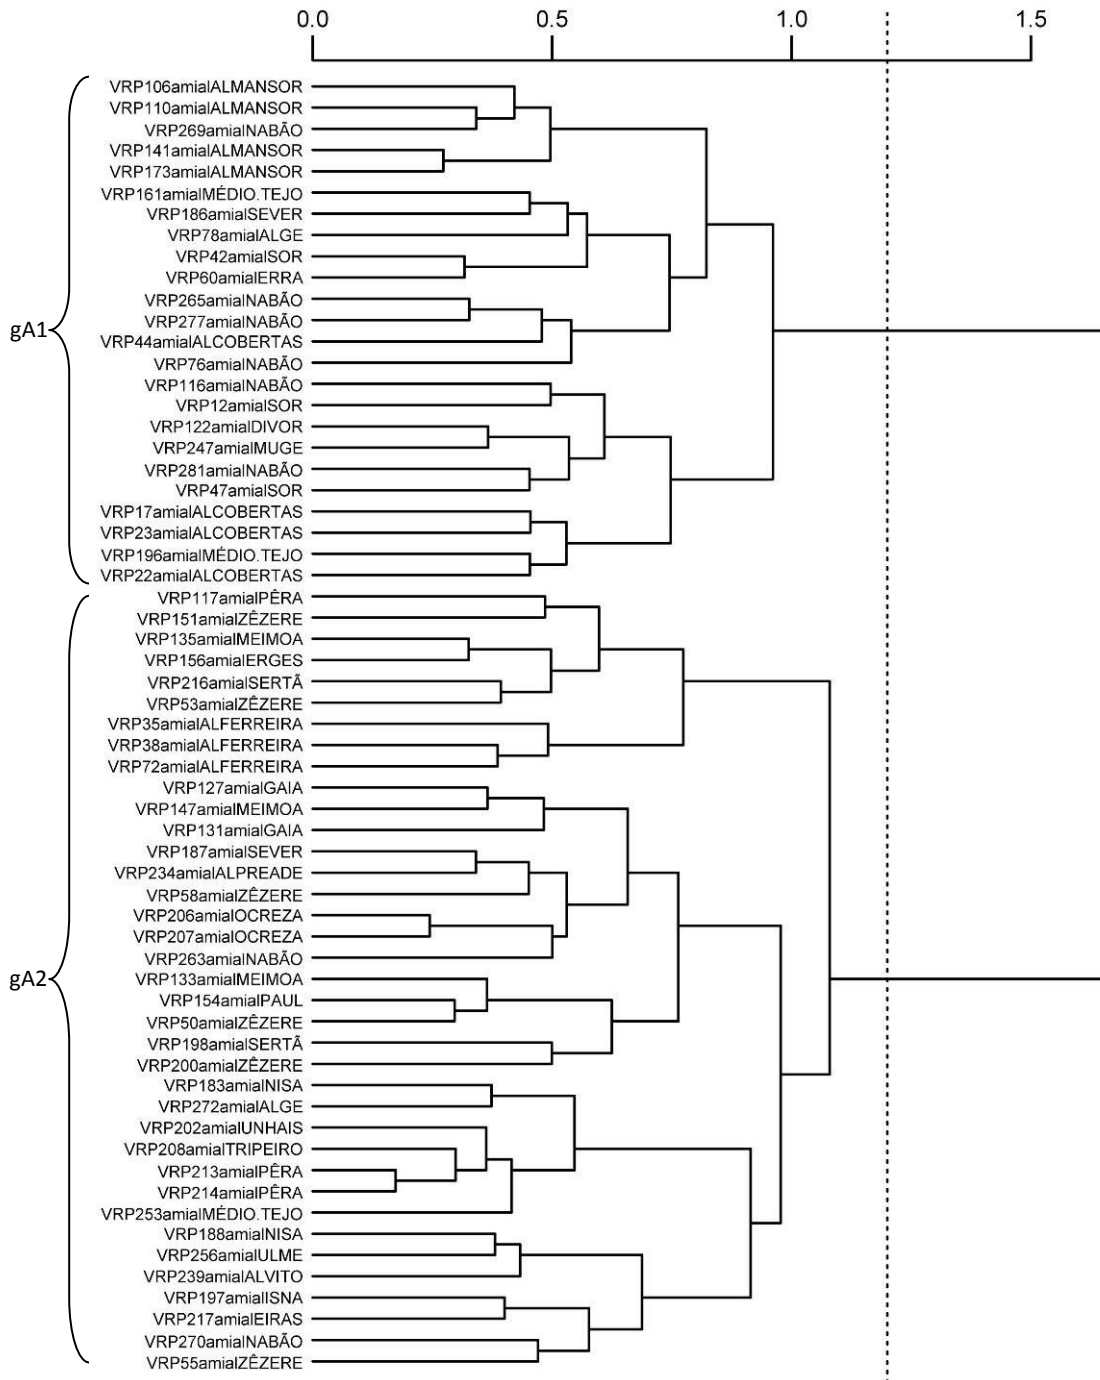 0.0 0.5 1.0 1.5
VRP106amialALMANSOR
VRP110amialALMANSOR
VRP269amialNABÃO
VRP141amialALMANSOR
VRP173amialALMANSOR
VRP161amialMÉDIO.TEJO
VRP186amialSEVER
VRP78amialALGE
VRP42amialSOR
VRP60amialERRA
VRP265amialNABÃO
VRP277amialNABÃO
gA1
VRP44amialALCOBERTAS
VRP76amialNABÃO
VRP116amialNABÃO
VRP12amialSOR
VRP122amialDIVOR
VRP247amialMUGE
VRP281amialNABÃO
VRP47amialSOR
VRP17amialALCOBERTAS
VRP23amialALCOBERTAS
VRP196amialMÉDIO.TEJO
VRP22amialALCOBERTAS
VRP117amialPÊRA
VRP151amialZÊZERE
VRP135amialMEIMOA
VRP156amialERGES
VRP216amialSERTÃ
VRP53amialZÊZERE
VRP35amialALFERREIRA
VRP38amialALFERREIRA
VRP72amialALFERREIRA
VRP127amialGAIA
VRP147amialMEIMOA
VRP131amialGAIA
VRP187amialSEVER
VRP234amialALPREADE
VRP58amialZÊZERE
VRP206amialOCREZA
VRP207amialOCREZA
VRP263amialNABÃO
gA2
VRP133amialMEIMOA
VRP154amialPAUL
VRP50amialZÊZERE
VRP198amialSERTÃ
VRP200amialZÊZERE
VRP183amialNISA
VRP272amialALGE
VRP202amialUNHAIS
VRP208amialTRIPEIRO
VRP213amialPÊRA
VRP214amialPÊRA
VRP253amialMÉDIO.TEJO
VRP188amialNISA
VRP256amialULME
VRP239amialALVITO
VRP197amialISNA
VRP217amialEIRAS
VRP270amialNABÃO
VRP55amialZÊZERE